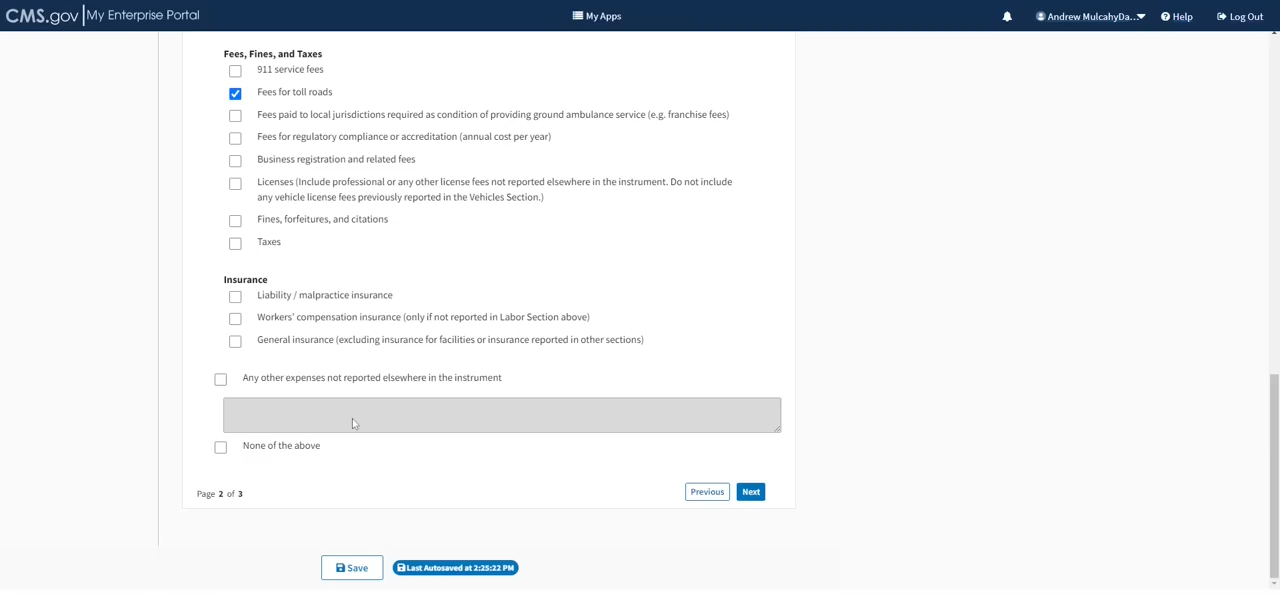 CMS.gov My Enterprise Portal
My Apps
Andrew MulcahyDa...
Help
Log Out
Fees, Fines, and Taxes
911 service fees
Fees for toll roads
Fees paid to local jurisdictions required as condition of providing ground ambulance service (e.g. franchise fees)
Fees for regulatory compliance or accreditation (annual cost per year)
Business registration and related fees
Licenses (Include professional or any other license fees not reported elsewhere in the instrument. Do not include
any vehicle license fees previously reported in the Vehicles Section.)
Fines, forfeitures, and citations
Taxes
Insurance
Liability / malpractice insurance
Workers' compensation insurance (only if not reported in Labor Section above)
General insurance (excluding insurance for facilities or insurance reported in other sections)
Any other expenses not reported elsewhere in the instrument
None of the above
Page 2 of 3
Previous
Next
Save
Last Autosaved at 2:25:22 PM